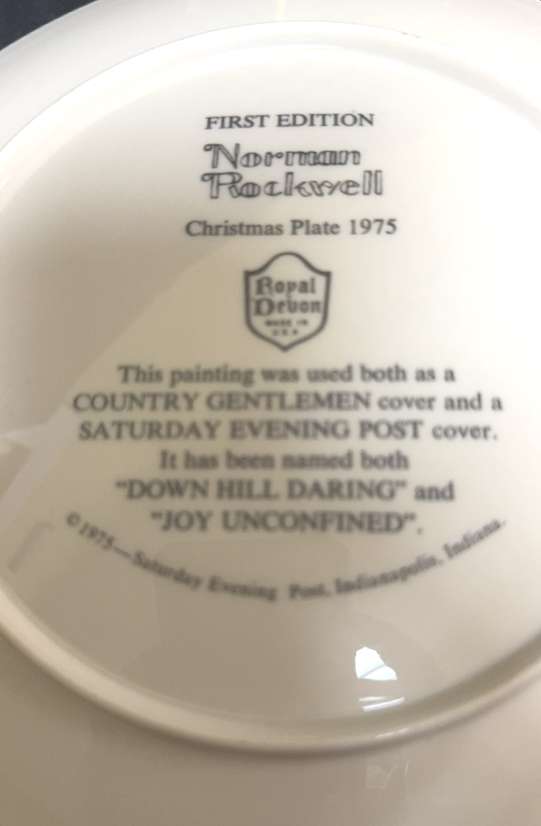 FIRST EDITION
Norman
Rockwell
Christmas Plate 1975
Royal
Devon
MADE IN
U S A
This painting was used both as a
COUNTRY GENTLEMEN cover and a
SATURDAY EVENING POST cover.
It has been named both
"DOWN HILL DARING" and
"JOY UNCONFINED".
© 1975—Saturday Evening Post, Indianapolis, Indiana.